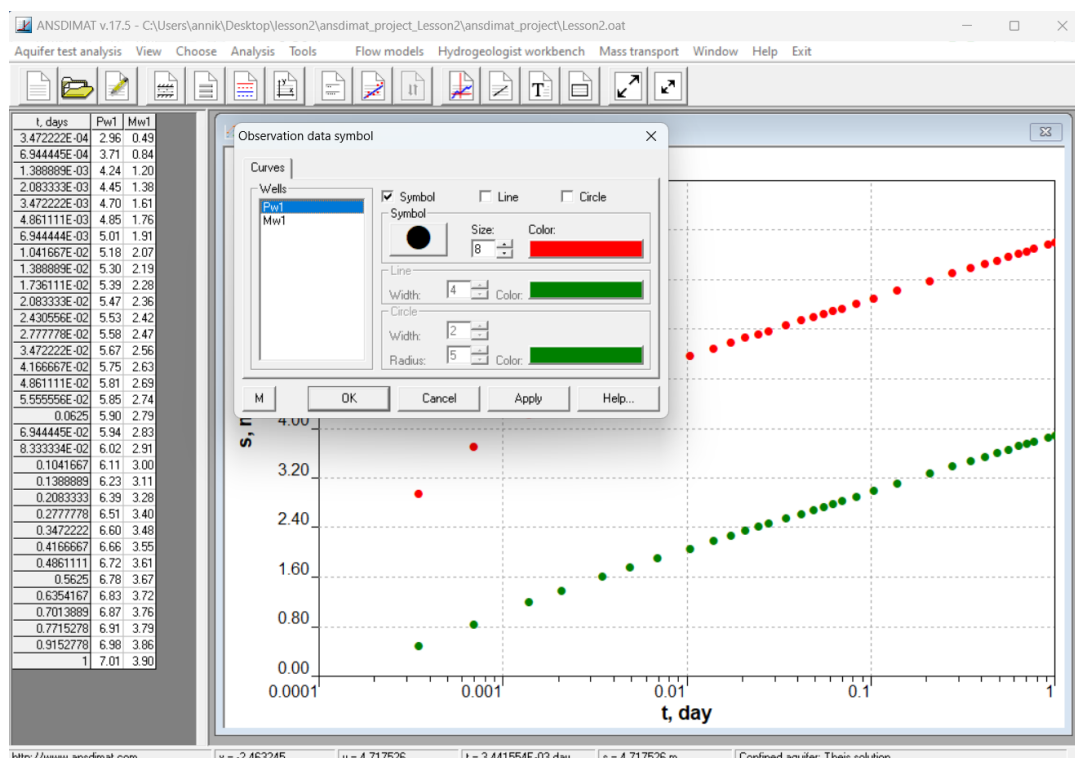 ANSDIMAT v.17.5 - C:\Users\annik\Desktop\lesson2\ansdimat_project_Lesson2\ansdimat_project\Lesson2.oat
Aquifer test analysis View Choose Analysis Tools Flow models Hydrogeologist workbench Mass transport Window Help Exit
t, days Pw1 Mw1
3.472222E-04 2.96 0.49
6.944445E-04 3.71 0.84
1.388889E-03 4.24 1.20
2.083333E-03 4.45 1.38
3.472222E-03 4.70 1.61
4.861111E-03 4.85 1.76
6.944444E-03 5.01 1.91
1.041667E-02 5.18 2.07
1.388889E-02 5.30 2.19
1.736111E-02 5.39 2.28
2.083333E-02 5.47 2.36
2.430556E-02 5.53 2.42
2.777778E-02 5.58 2.47
3.472222E-02 5.67 2.56
4.166667E-02 5.75 2.63
4.861111E-02 5.81 2.69
5.555556E-02 5.85 2.74
0.0625 5.90 2.79
6.944445E-02 5.94 2.83
8.333334E-02 6.02 2.91
0.1041667 6.11 3.00
0.1388889 6.23 3.11
0.2083333 6.39 3.28
0.2777778 6.51 3.40
0.3472222 6.60 3.48
0.4166667 6.66 3.55
0.4861111 6.72 3.61
0.5625 6.78 3.67
0.6354167 6.83 3.72
0.7013889 6.87 3.76
0.7715278 6.91 3.79
0.9152778 6.98 3.86
1 7.01 3.90
Observation data symbol
Curves
Wells
Pw1
Mw1
Symbol Line Circle
Symbol
Size: Color:
8
Line
Width: 4 Color:
Circle
Width: 2
Radius: 5 Color:
M OK Cancel Apply Help...
4.00
3.20
2.40
1.60
0.80
0.00
0.0001 0.001 0.01 0.1 1
t, day
http://www.ansdimat.com x = -2.463245 y = 4.717526 t = 3.441554E-03 day s = 4.717526 m Confined aquifer: Theis solution